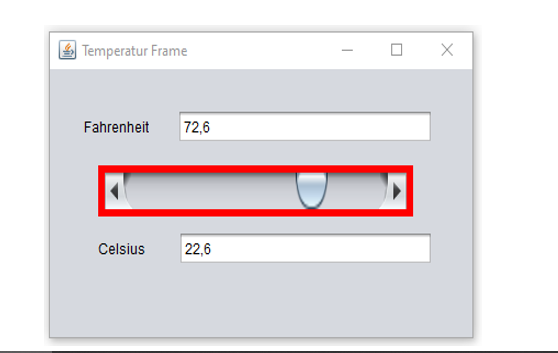 Temperatur Frame
Fahrenheit 72,6
Celsius 22,6